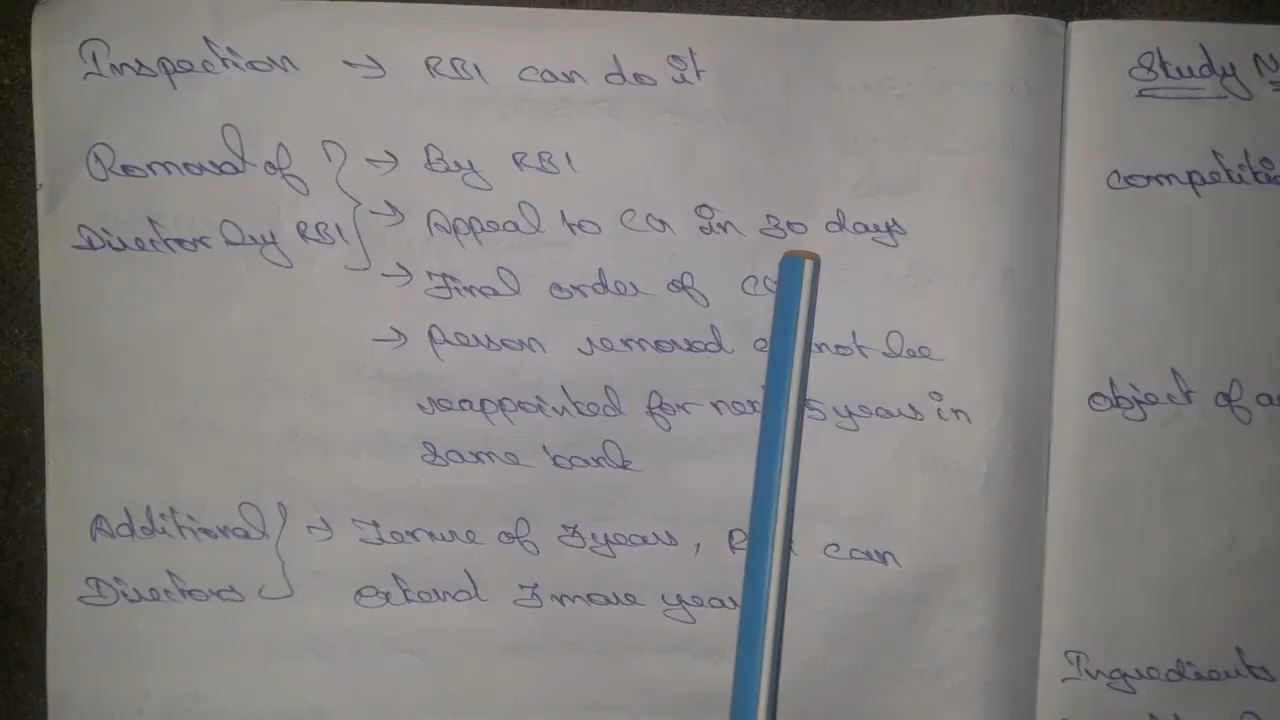 Inspection → RBI can do it
Removal of } → By RBI
Director by RBI → Appeal to CG in 30 days
→ Final order of CG
→ Person removed not be
reappointed for next 5 years in
same bank
Additional } → Tenure of 3 years, can
Directors extend 3 more year
Study
object of
Ingredients